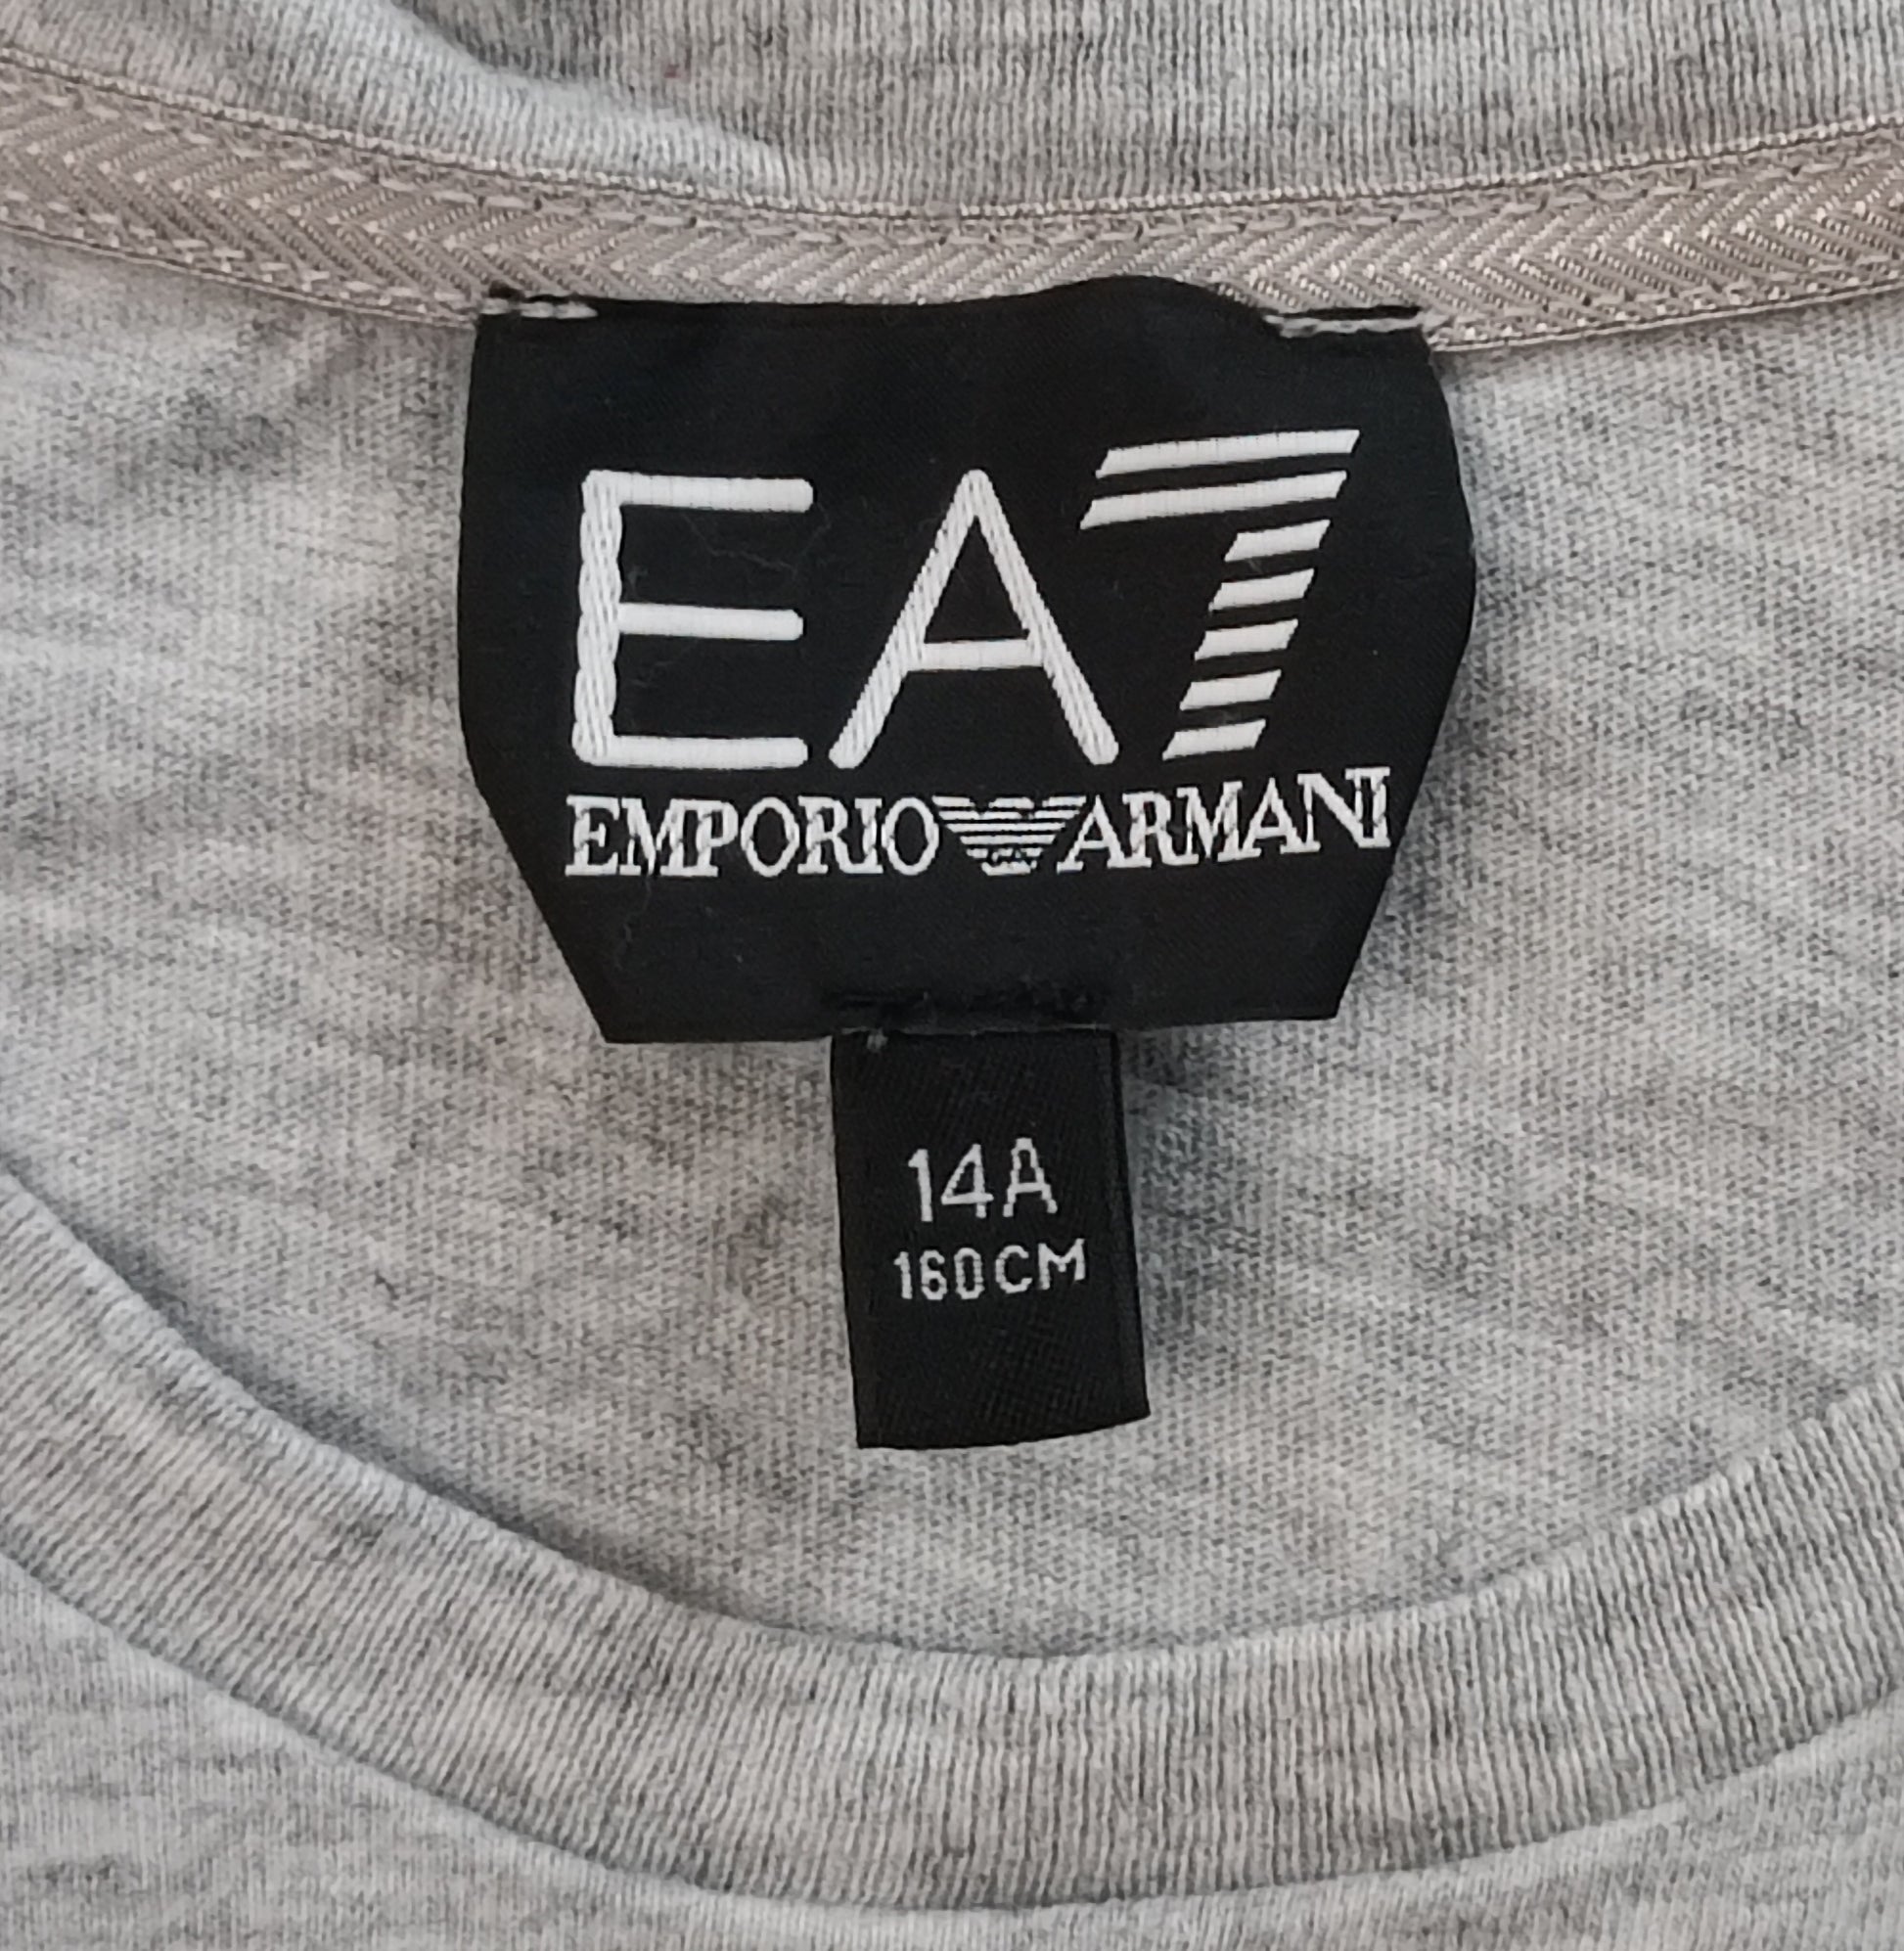 EA7
EMPORIO ARMANI
14A
160CM